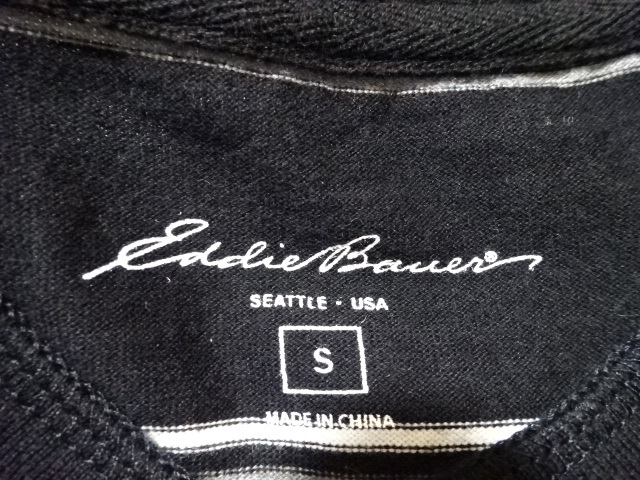 Eddie Bauer®
SEATTLE - USA
S
MADE IN CHINA